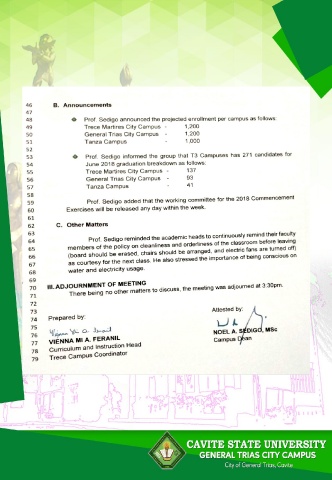 46 B. Announcements
47
48 Prof. Sedigo announced the projected enrollment per campus as follows:
49 Trece Martires City Campus - 1,200
50 General Trias City Campus - 1,200
51 Tanza Campus - 1,000
52
53 Prof. Sedigo informed the group that T3 Campuses has 271 candidates for
54 June 2018 graduation breakdown as follows:
55 Trece Martires City Campus - 137
56 General Trias City Campus - 93
57 Tanza Campus - 41
58
59 Prof. Sedigo added that the working committee for the 2018 Commencement
60 Exercises will be released any day within the week.
61
62 C. Other Matters
63
64 Prof. Sedigo reminded the academic heads to continuously remind their faculty
65 members of the policy on cleanliness and orderliness of the classroom before leaving
66 (board should be erased, chairs should be arranged, and electric fans are turned off)
67 as courtesy for the next class. He also stressed the importance of being conscious on
68 water and electricity usage.
69
70 III. ADJOURNMENT OF MEETING
71 There being no other matters to discuss, the meeting was adjourned at 3:30pm.
72
73
74 Prepared by: Attested by:
75
76
77 VIENNA MI A. FERANIL NOEL A. SEDIGO, MSc
78 Curriculum and Instruction Head Campus Dean
79 Trece Campus Coordinator
CAVITE STATE UNIVERSITY
GENERAL TRIAS CITY CAMPUS
City of General Trias, Cavite